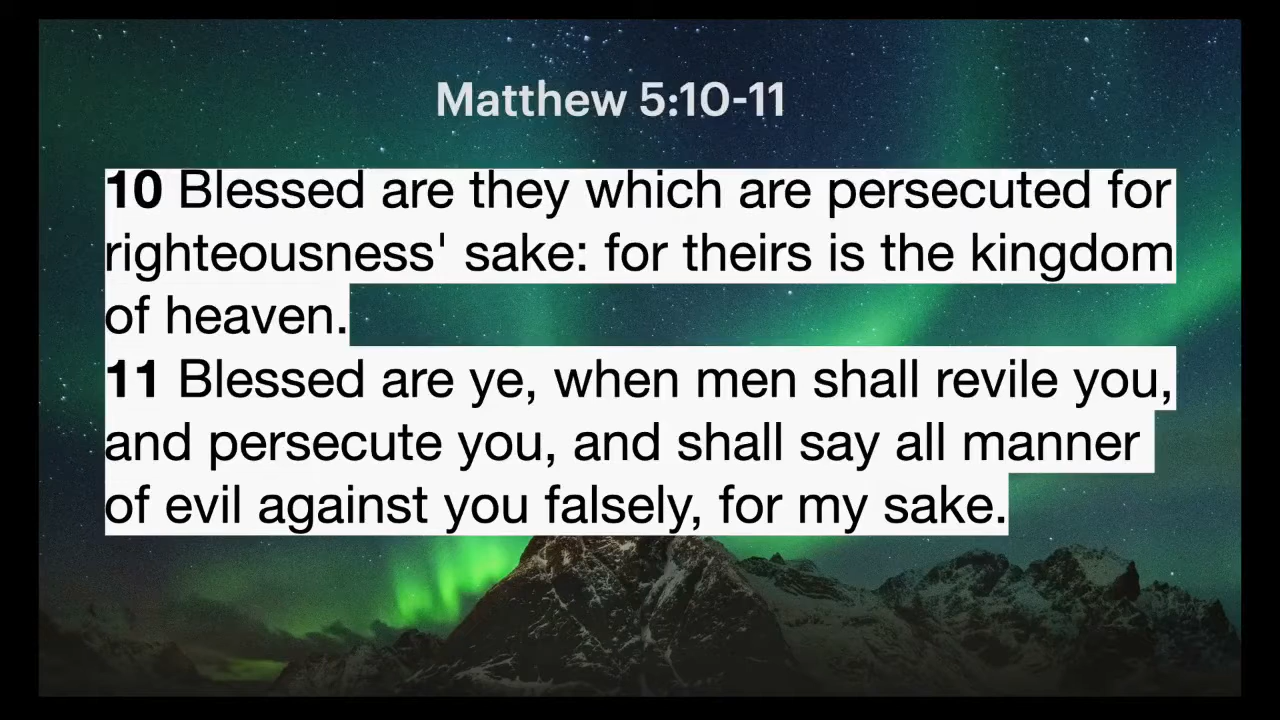 Matthew 5:10-11
10 Blessed are they which are persecuted for
righteousness' sake: for theirs is the kingdom
of heaven.
11 Blessed are ye, when men shall revile you,
and persecute you, and shall say all manner
of evil against you falsely, for my sake.